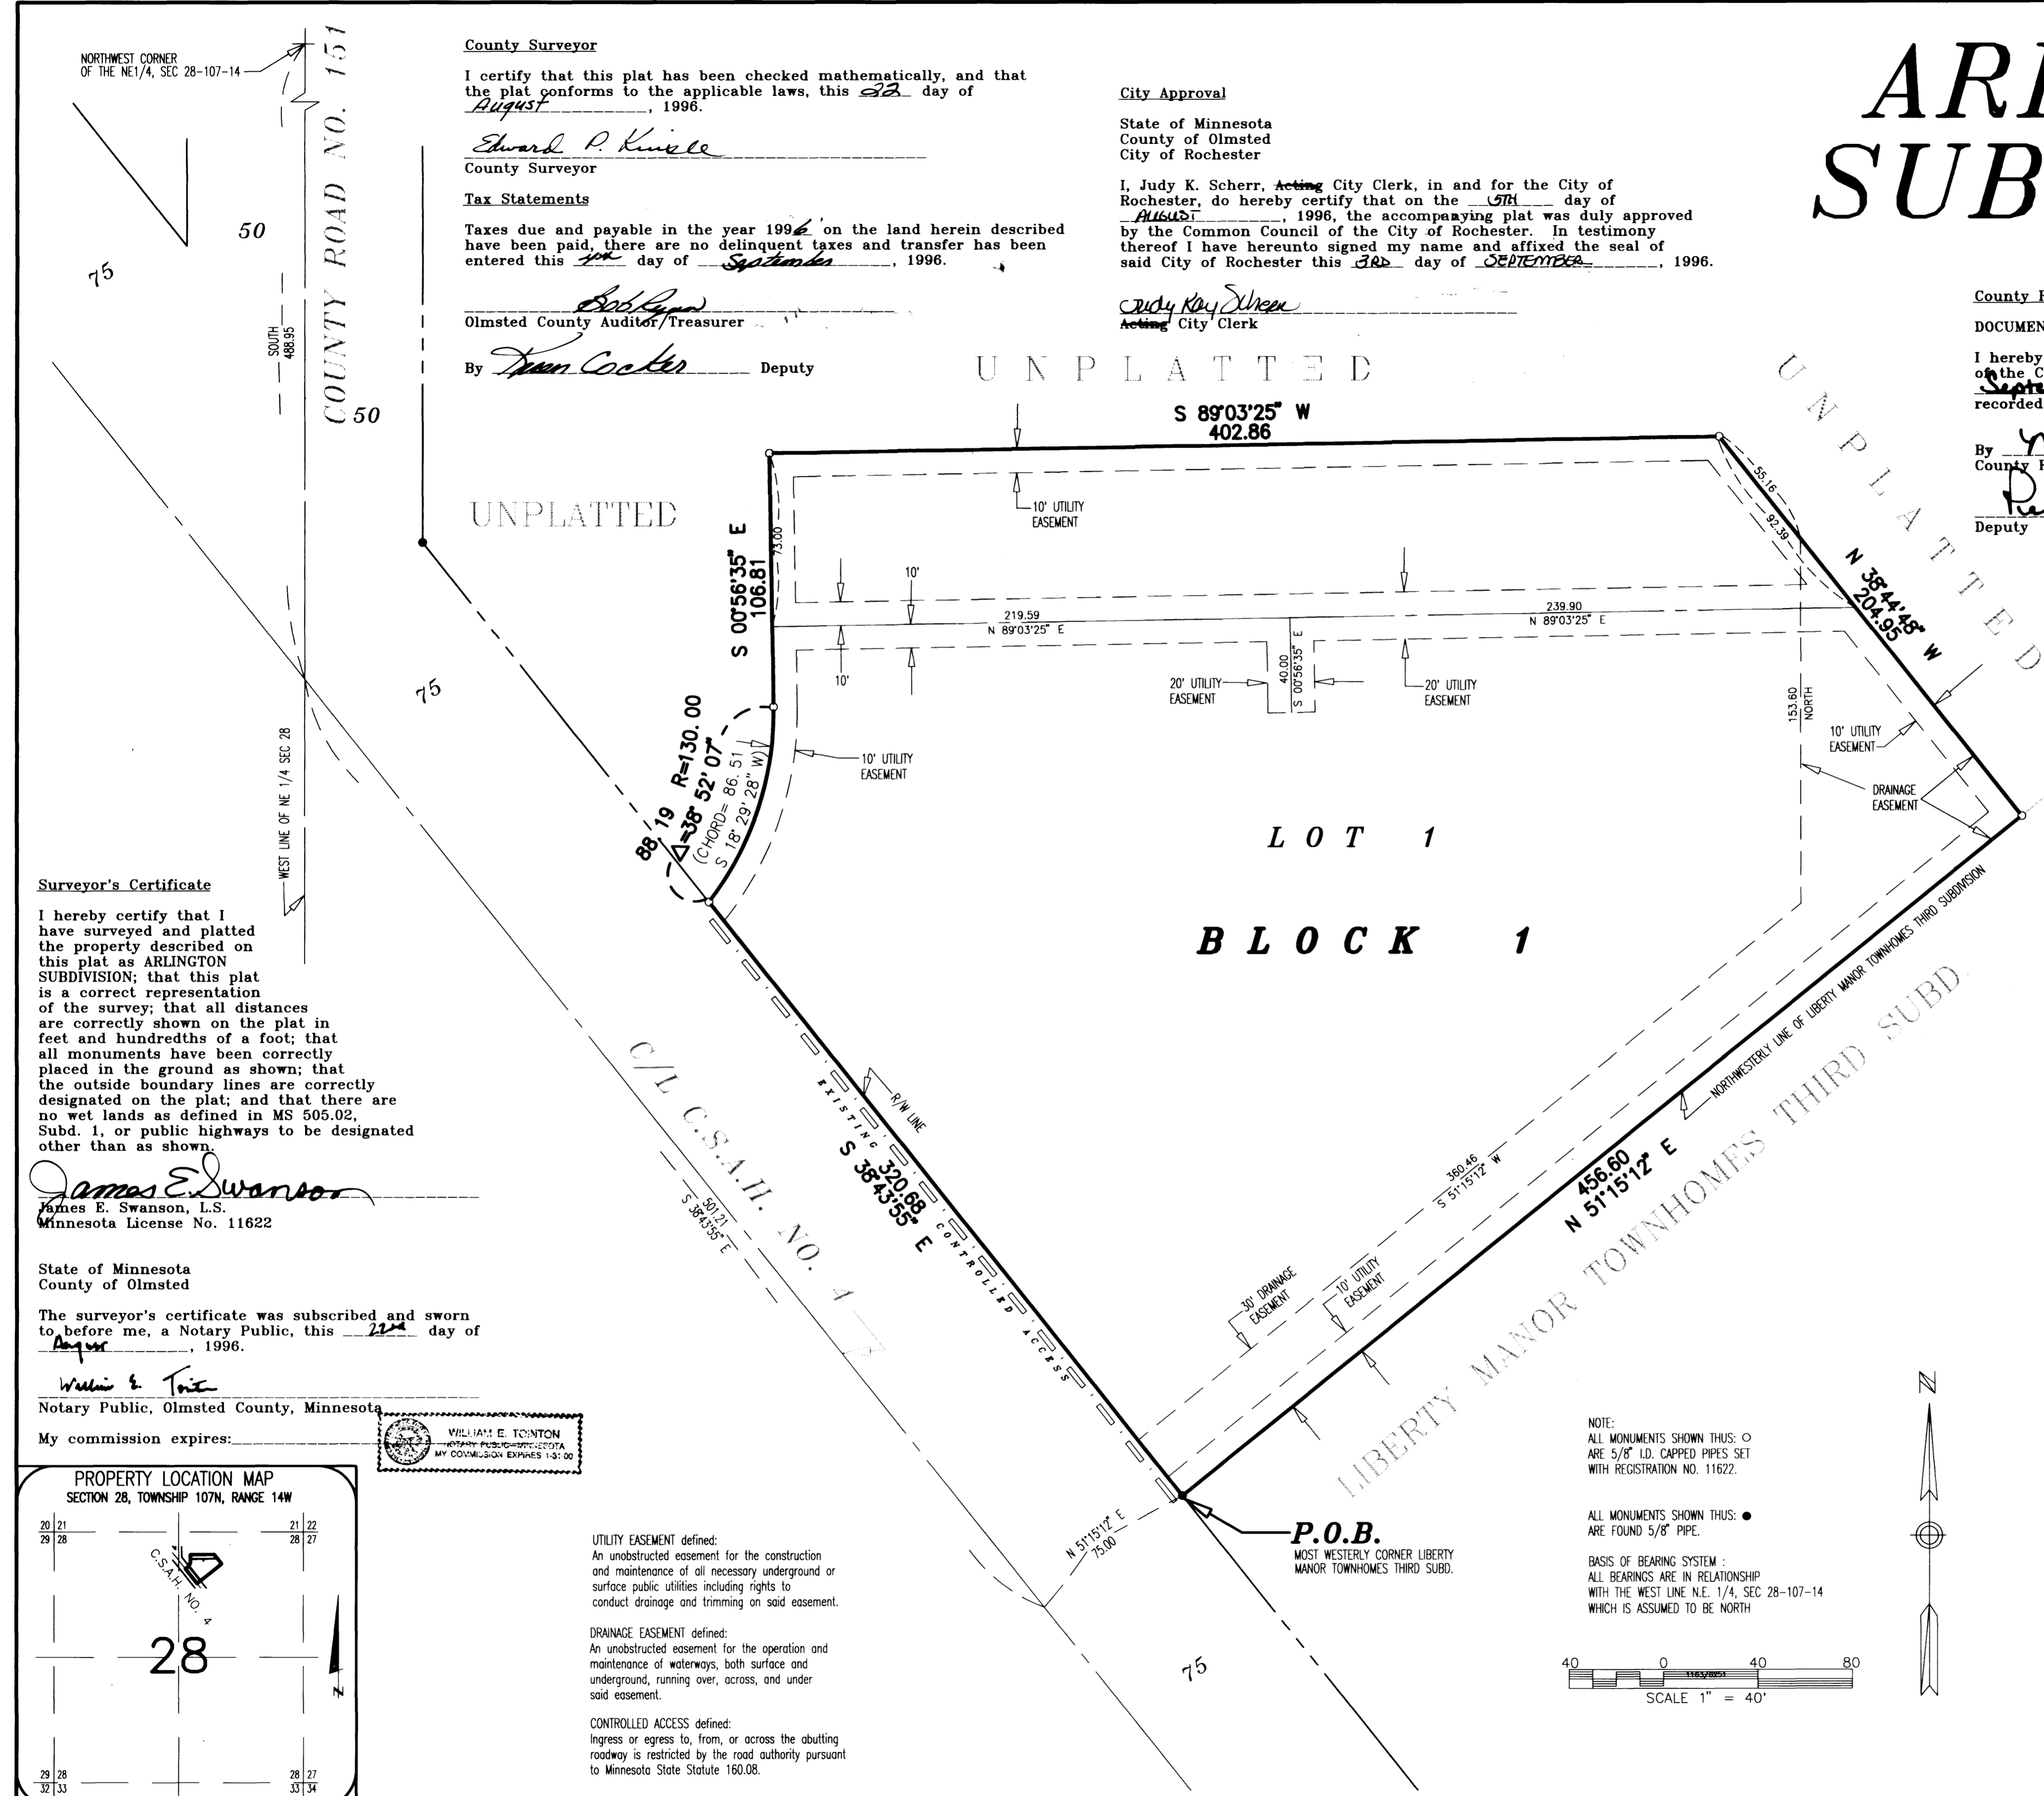 NORTHWEST CORNER
OF THE NE1/4, SEC 28-107-14
COUNTY ROAD NO. 151
50
75
SOUTH
488.95
50
75
WEST LINE OF NE 1/4 SEC 28
County Surveyor
I certify that this plat has been checked mathematically, and that
the plat conforms to the applicable laws, this 22 day of
August, 1996.
County Surveyor
Tax Statements
Taxes due and payable in the year 1996 on the land herein described
have been paid, there are no delinquent taxes and transfer has been
entered this day of September, 1996.
Olmsted County Auditor/Treasurer
By Deputy
City Approval
State of Minnesota
County of Olmsted
City of Rochester
I, Judy K. Scherr, Acting City Clerk, in and for the City of
Rochester, do hereby certify that on the 5TH day of
AUGUST, 1996, the accompanying plat was duly approved
by the Common Council of the City of Rochester. In testimony
thereof I have hereunto signed my name and affixed the seal of
said City of Rochester this 3RD day of SEPTEMBER, 1996.
Judy Kay Scherr
Acting City Clerk
SUB
County
DOCUMEN
I hereby
of the C
Septe
recorded
By
County
Deputy
UNPLATTED
UNPLATTED
UNPLATTED
S 89°03'25" W
402.86
10' UTILITY
EASEMENT
S 00°56'35" E
106.81
73.00
55.16
92.39
N 38°44'48" W
204.95
10'
10'
219.59
N 89°03'25" E
239.90
N 89°03'25" E
40.00
S 00°56'35" E
20' UTILITY
EASEMENT
20' UTILITY
EASEMENT
153.60
NORTH
10' UTILITY
EASEMENT
DRAINAGE
EASEMENT
10' UTILITY
EASEMENT
88.19 R=130.00
Δ=38°52'07"
(CHORD= 86.51
S 18°29'28" W)
LOT 1
BLOCK 1
NORTHWESTERLY LINE OF LIBERTY MANOR TOWNHOMES THIRD SUBDIVISION
LIBERTY MANOR TOWNHOMES THIRD SUBD.
456.60
N 51°15'12" E
360.46
S 51°15'12" W
30' DRAINAGE
EASEMENT
10' UTILITY
EASEMENT
R/W LINE
EXISTING CONTROLLED ACCESS
320.68
S 38°43'55" E
C/L C.S.A.H. NO. 4
501.21
S 38°43'55" E
N 51°15'12" E
75.00
75
P.O.B.
MOST WESTERLY CORNER LIBERTY
MANOR TOWNHOMES THIRD SUBD.
Surveyor's Certificate
I hereby certify that I
have surveyed and platted
the property described on
this plat as ARLINGTON
SUBDIVISION; that this plat
is a correct representation
of the survey; that all distances
are correctly shown on the plat in
feet and hundredths of a foot; that
all monuments have been correctly
placed in the ground as shown; that
the outside boundary lines are correctly
designated on the plat; and that there are
no wet lands as defined in MS 505.02,
Subd. 1, or public highways to be designated
other than as shown.
James E. Swanson
James E. Swanson, L.S.
Minnesota License No. 11622
State of Minnesota
County of Olmsted
The surveyor's certificate was subscribed and sworn
to before me, a Notary Public, this 22nd day of
August, 1996.
William E. Tointon
Notary Public, Olmsted County, Minnesota
My commission expires:
WILLIAM E. TOINTON
NOTARY PUBLIC-MINNESOTA
MY COMMISSION EXPIRES 1-31-00
PROPERTY LOCATION MAP
SECTION 28, TOWNSHIP 107N, RANGE 14W
20 21
29 28
21 22
28 27
C.S.A.H. NO. 4
28
N
29 28
32 33
28 27
33 34
UTILITY EASEMENT defined:
An unobstructed easement for the construction
and maintenance of all necessary underground or
surface public utilities including rights to
conduct drainage and trimming on said easement.
DRAINAGE EASEMENT defined:
An unobstructed easement for the operation and
maintenance of waterways, both surface and
underground, running over, across, and under
said easement.
CONTROLLED ACCESS defined:
Ingress or egress to, from, or across the abutting
roadway is restricted by the road authority pursuant
to Minnesota State Statute 160.08.
NOTE:
ALL MONUMENTS SHOWN THUS: ○
ARE 5/8" I.D. CAPPED PIPES SET
WITH REGISTRATION NO. 11622.
ALL MONUMENTS SHOWN THUS: ●
ARE FOUND 5/8" PIPE.
BASIS OF BEARING SYSTEM :
ALL BEARINGS ARE IN RELATIONSHIP
WITH THE WEST LINE N.E. 1/4, SEC 28-107-14
WHICH IS ASSUMED TO BE NORTH
N
40 0 40 80
SCALE 1" = 40'